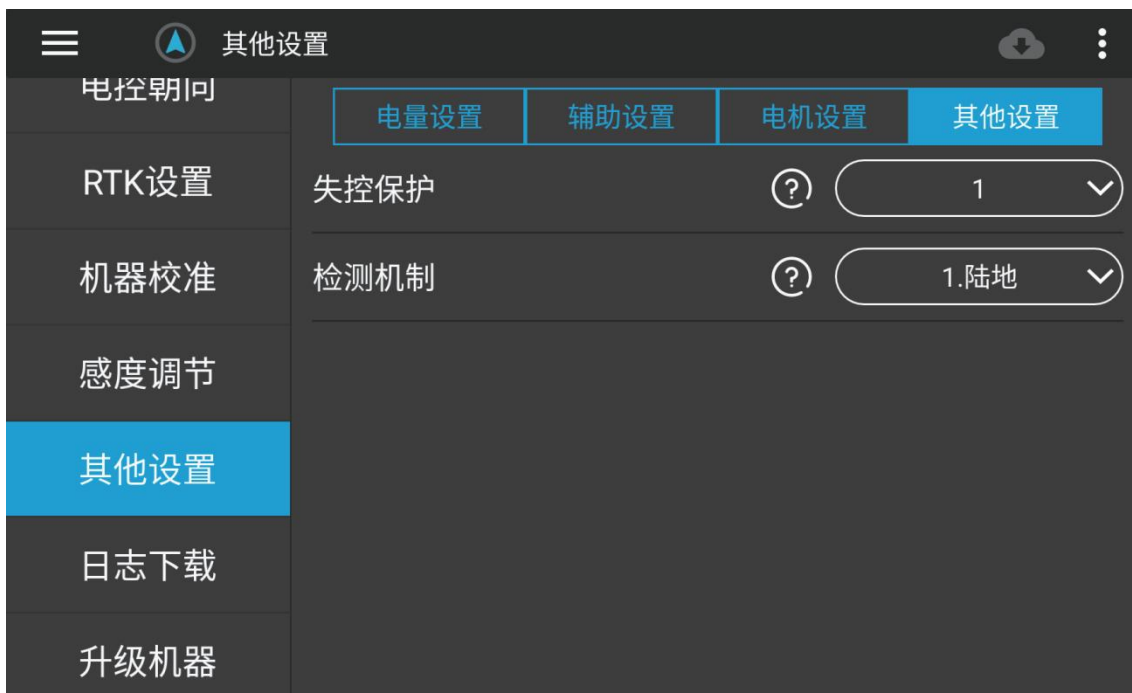 其他设置
电控朝向
RTK设置
机器校准
感度调节
其他设置
日志下载
升级机器
电量设置
辅助设置
电机设置
其他设置
失控保护
?
1
检测机制
?
1.陆地